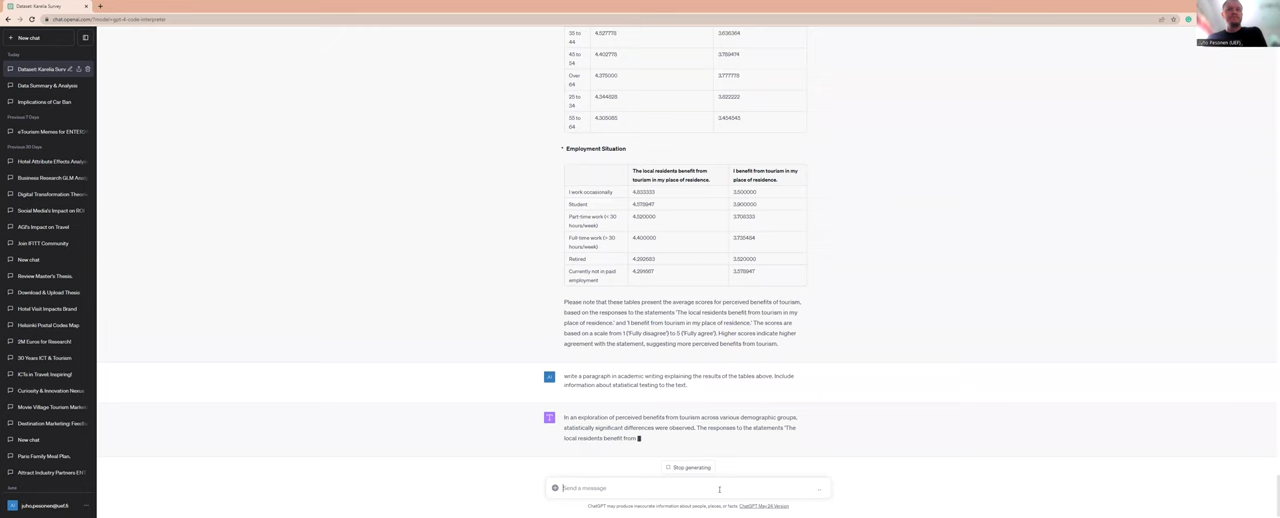 Dataset: Karelia Survey
chat.openai.com/?model=gpt-4-code-interpreter
New chat
Today
Dataset: Karelia Surv
Data Summary & Analysis
Implications of Car Ban
Previous 7 Days
eTourism Memes for ENTER
Previous 30 Days
Hotel Attribute Effects Analy
Business Research GLM Ana
Digital Transformation Theor
Social Media's Impact on ROI
AGI's Impact on Travel
Join IFITT Community
New chat
Review Master's Thesis.
Download & Upload Thesis
Hotel Visit Impacts Brand
Helsinki Postal Codes Map
2M Euros for Research!
30 Years ICT & Tourism
ICTs in Travel: Inspiring!
Curiosity & Innovation Nexus
Movie Village Tourism Market
Destination Marketing: Feedb
New chat
Paris Family Meal Plan.
Attract Industry Partners ENT
June
juho.pesonen@uef.fi
Juho Pesonen (UEF)
35 to 44 4.527778 3.636364
45 to 54 4.402778 3.789474
Over 64 4.375000 3.777778
25 to 34 4.344828 3.822222
55 to 64 4.305085 3.454545
Employment Situation
The local residents benefit from tourism in my place of residence. I benefit from tourism in my place of residence.
I work occasionally 4.833333 3.500000
Student 4.578947 3.900000
Part-time work (< 30 hours/week) 4.520000 3.708333
Full-time work (> 30 hours/week) 4.400000 3.735484
Retired 4.292683 3.520000
Currently not in paid employment 4.291667 3.578947
Please note that these tables present the average scores for perceived benefits of tourism,
based on the responses to the statements 'The local residents benefit from tourism in my
place of residence.' and 'I benefit from tourism in my place of residence.' The scores are
based on a scale from 1 ('Fully disagree') to 5 ('Fully agree'). Higher scores indicate higher
agreement with the statement, suggesting more perceived benefits from tourism.
write a paragraph in academic writing explaining the results of the tables above. Include
information about statistical testing to the text.
In an exploration of perceived benefits from tourism across various demographic groups,
statistically significant differences were observed. The responses to the statements 'The
local residents benefit from
Stop generating
Send a message
ChatGPT may produce inaccurate information about people, places, or facts. ChatGPT May 24 Version